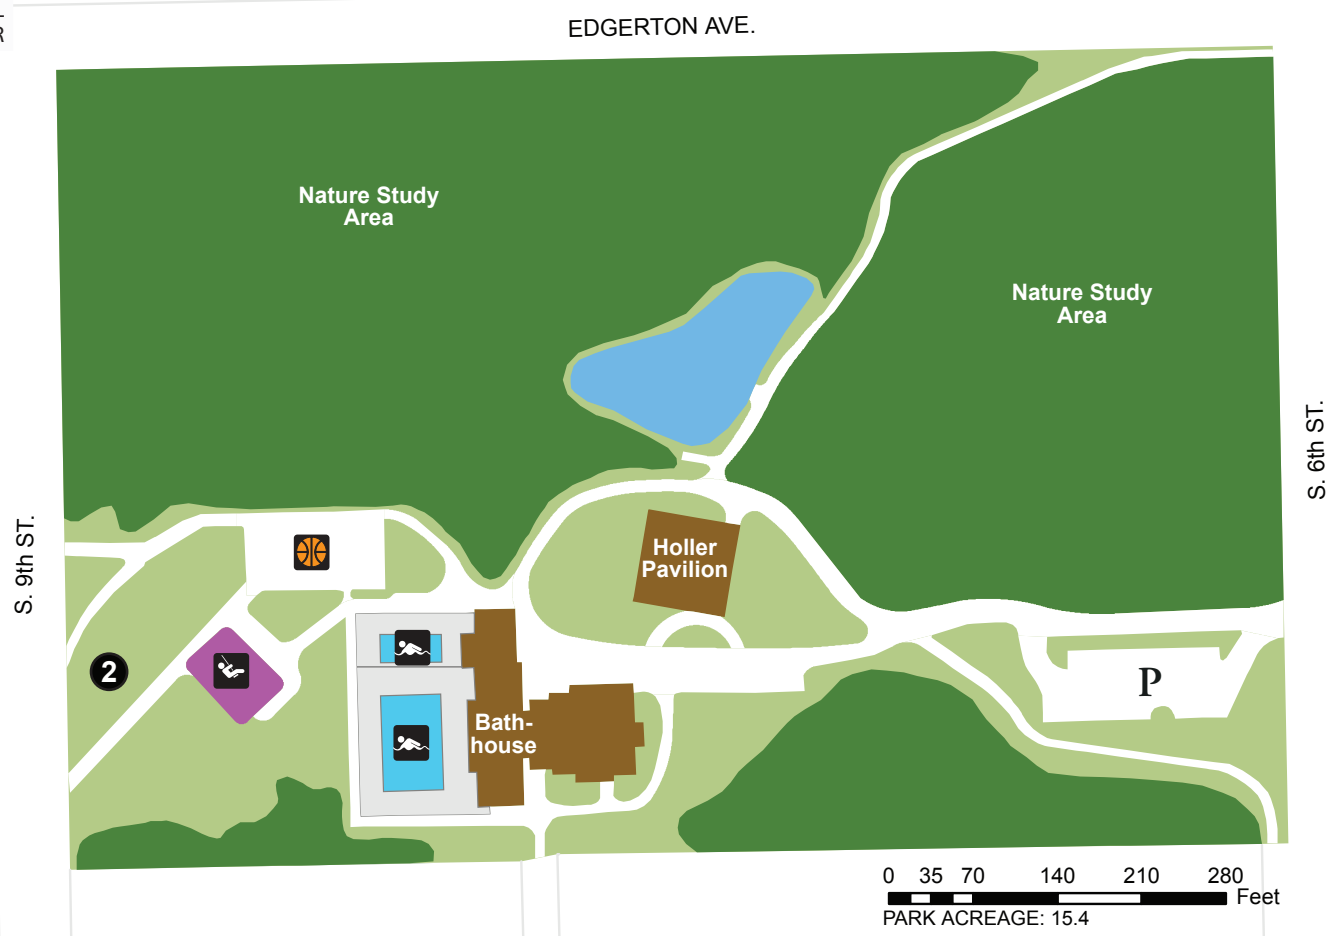 EDGERTON AVE.
R
Nature Study
Area
Nature Study
Area
S. 6th ST.
S. 9th ST.
Holler
Pavilion
2
P
Bath-
house
0 35 70 140 210 280
Feet
PARK ACREAGE: 15.4